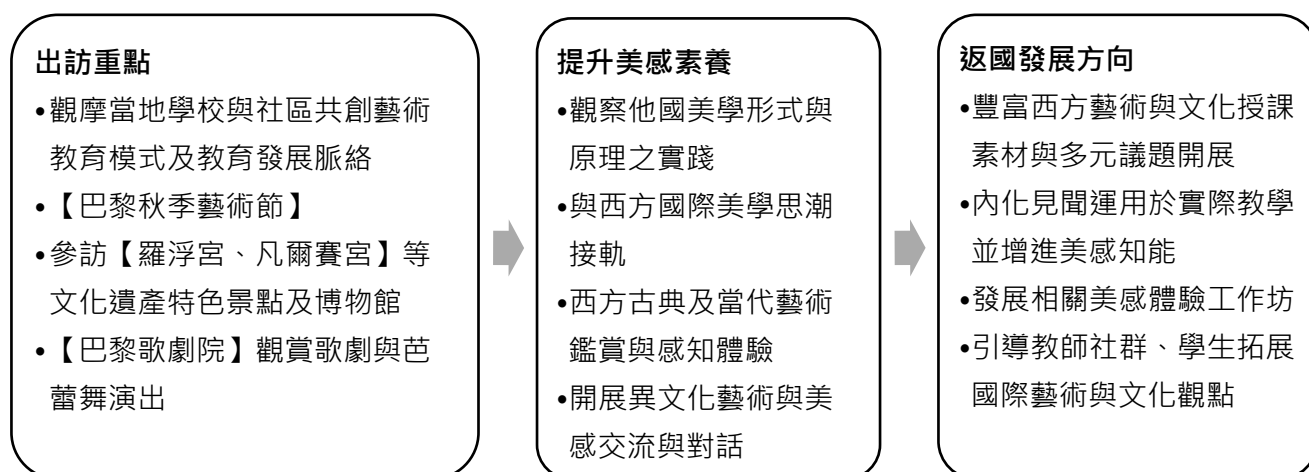 出訪重點
•觀摩當地學校與社區共創藝術
教育模式及教育發展脈絡
•【巴黎秋季藝術節】
•參訪【羅浮宮、凡爾賽宮】等
文化遺產特色景點及博物館
•【巴黎歌劇院】觀賞歌劇與芭
蕾舞演出
提升美感素養
•觀察他國美學形式與
原理之實踐
•與西方國際美學思潮
接軌
•西方古典及當代藝術
鑑賞與感知體驗
•開展異文化藝術與美
感交流與對話
返國發展方向
•豐富西方藝術與文化授課
素材與多元議題開展
•內化見聞運用於實際教學
並增進美感知能
•發展相關美感體驗工作坊
•引導教師社群、學生拓展
國際藝術與文化觀點